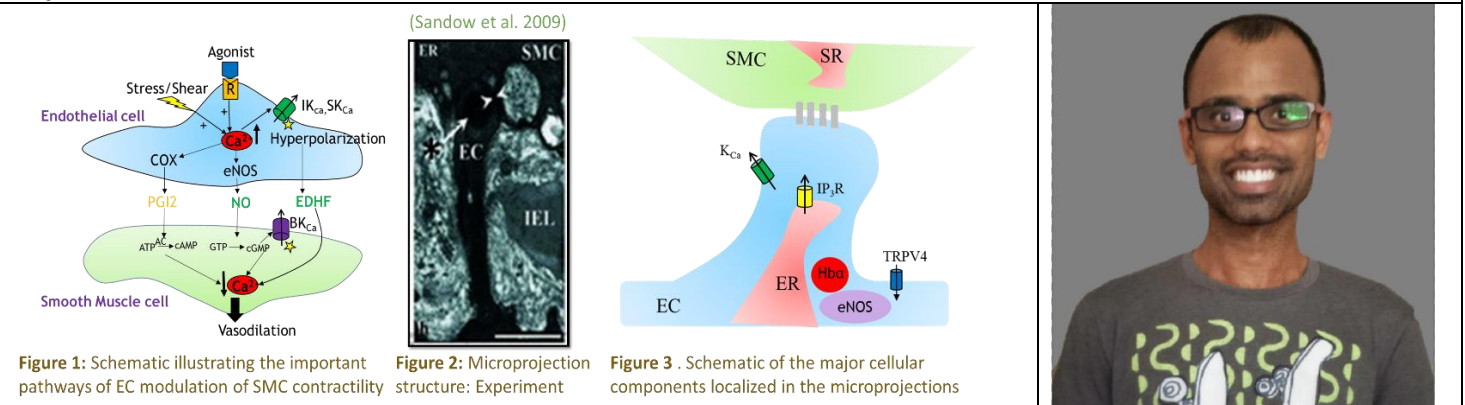 Agonist
R
Stress/Shear
+
+
IKCa,SKCa
Endothelial cell
Ca2
Hyperpolarization
COX
eNOS
PGI2
NO
EDHF
BKCa
AC
ATP
cAMP
GTP
cGMP
Ca2
Smooth Muscle cell
Vasodilation
Figure 1: Schematic illustrating the important
pathways of EC modulation of SMC contractility
(Sandow et al. 2009)
ER
SMC
*
EC
IEL
Figure 2: Microprojection
structure: Experiment
SMC
SR
KCa
IP3R
TRPV4
Hbα
ER
EC
eNOS
Figure 3 . Schematic of the major cellular
components localized in the microprojections